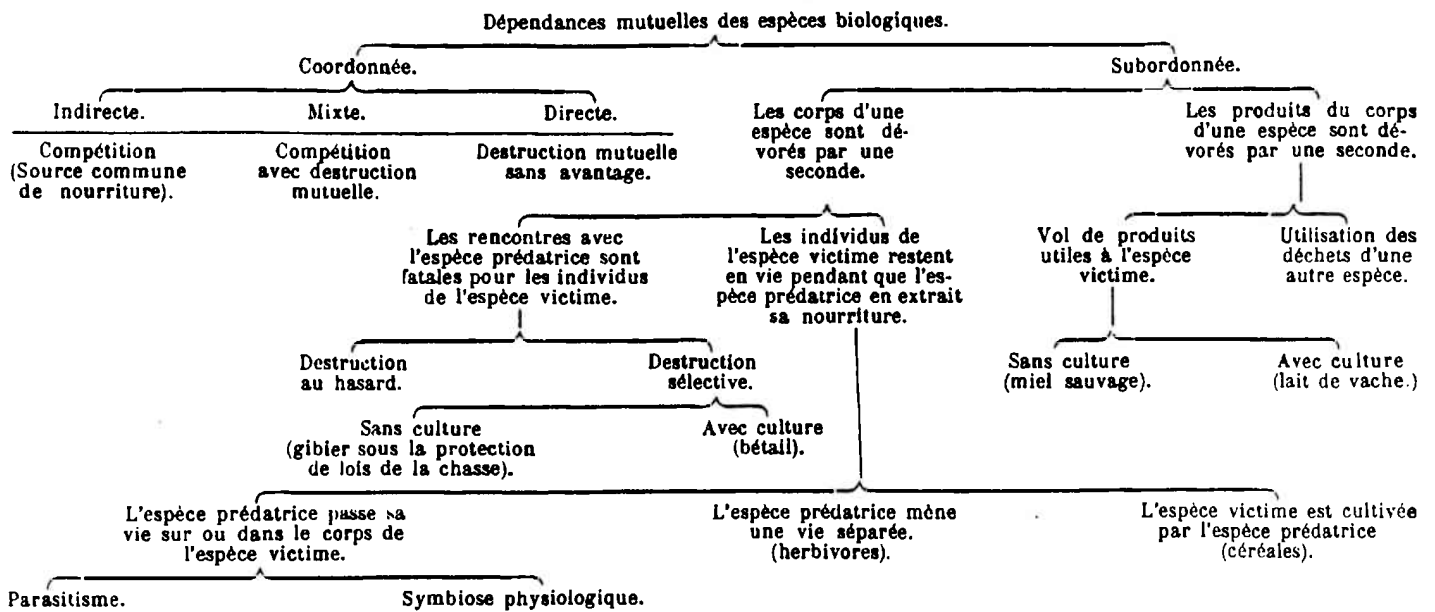 Dépendances mutuelles des espèces biologiques.
Coordonnée.
Subordonnée.
Indirecte.
Mixte.
Directe.
Compétition
(Source commune
de nourriture).
Compétition
avec destruction
mutuelle.
Destruction mutuelle
sans avantage.
Les corps d'une
espèce sont dé-
vorés par une
seconde.
Les produits du corps
d'une espèce sont dé-
vorés par une seconde.
Les rencontres avec
l'espèce prédatrice sont
fatales pour les individus
de l'espèce victime.
Les individus de
l'espèce victime restent
en vie pendant que l'es-
pèce prédatrice en extrait
sa nourriture.
Vol de produits
utiles à l'espèce
victime.
Utilisation des
déchets d'une
autre espèce.
Destruction
au hasard.
Destruction
sélective.
Sans culture
(miel sauvage).
Avec culture
(lait de vache.)
Sans culture
(gibier sous la protection
de lois de la chasse).
Avec culture
(bétail).
L'espèce prédatrice passe sa
vie sur ou dans le corps de
l'espèce victime.
L'espèce prédatrice mène
une vie séparée.
(herbivores).
L'espèce victime est cultivée
par l'espèce prédatrice
(céréales).
Parasitisme.
Symbiose physiologique.